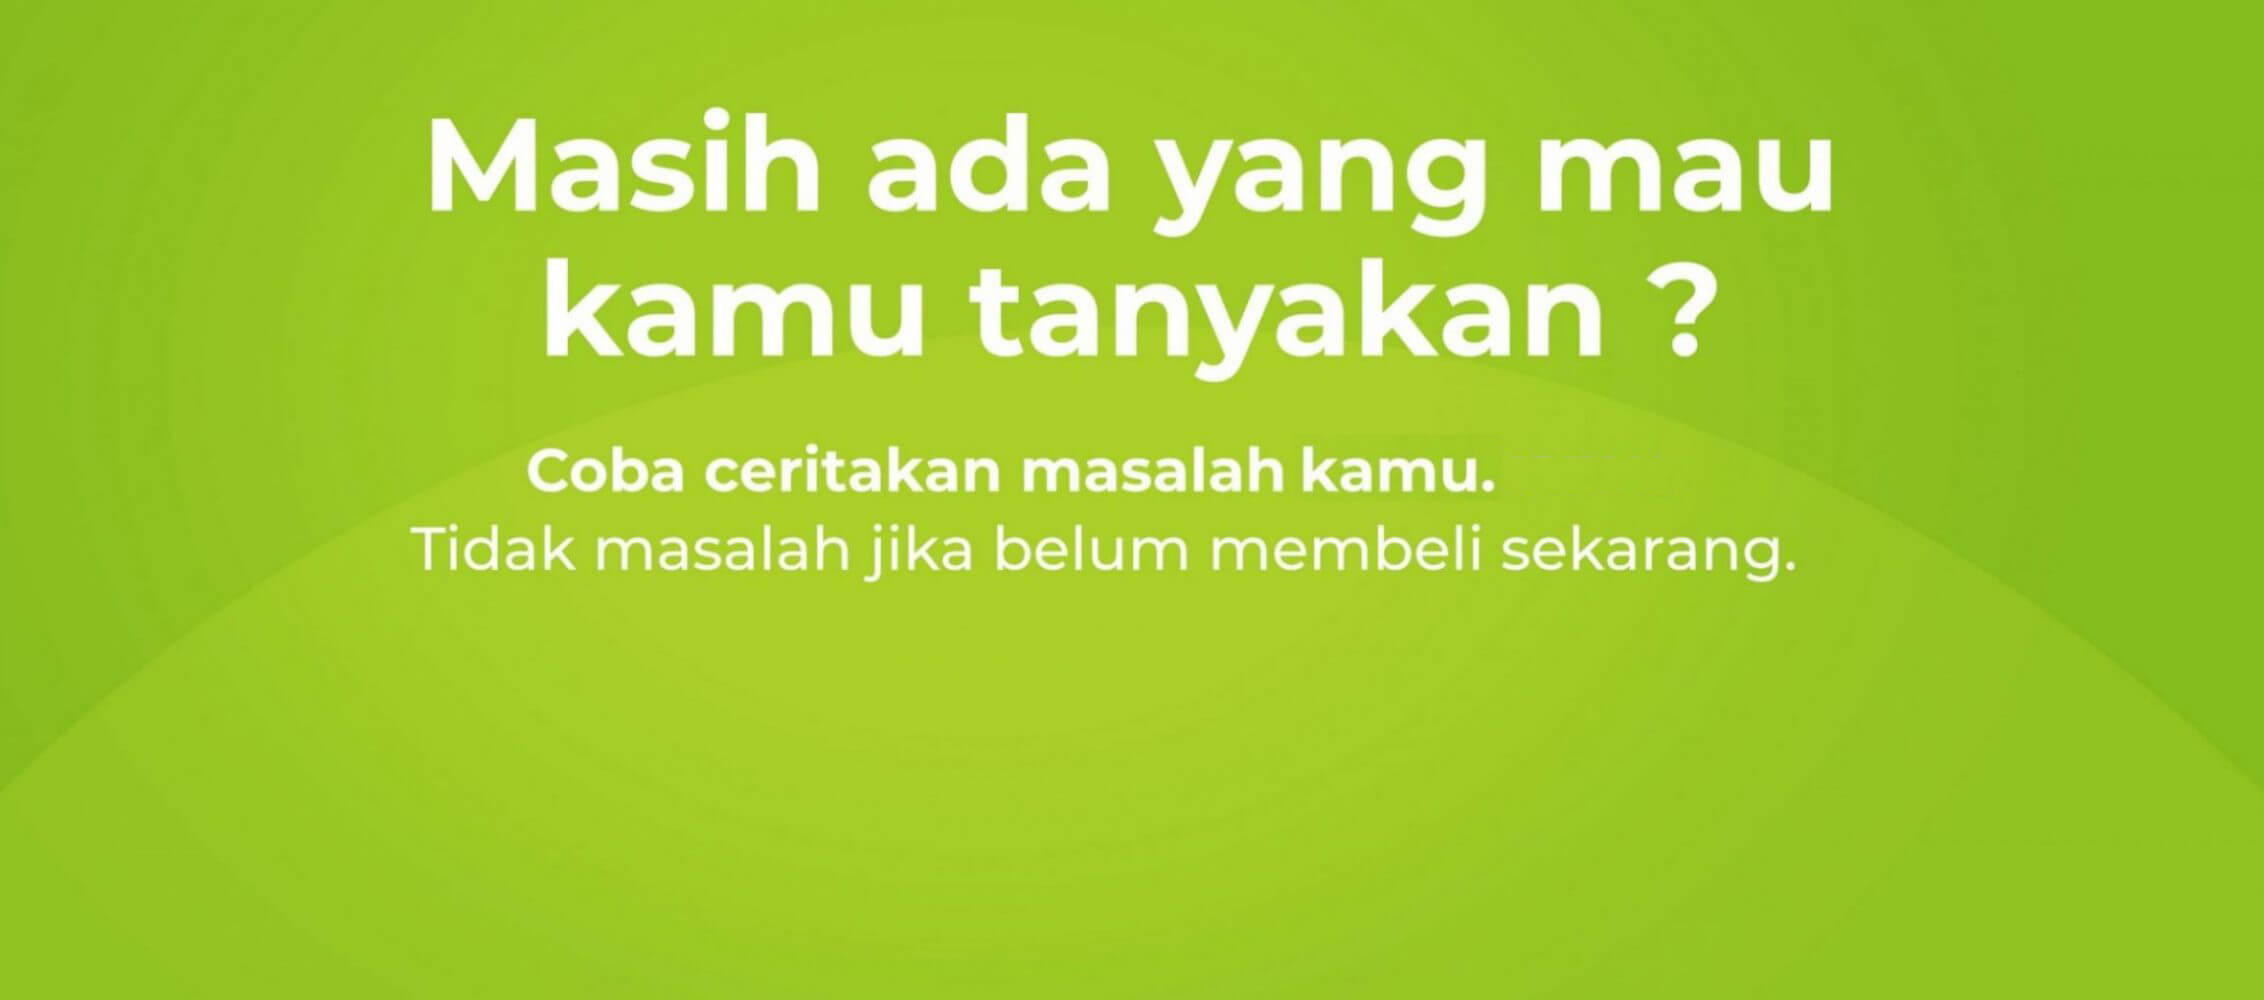 Masih ada yang mau
kamu tanyakan ?
Coba ceritakan masalah kamu.
Tidak masalah jika belum membeli sekarang.